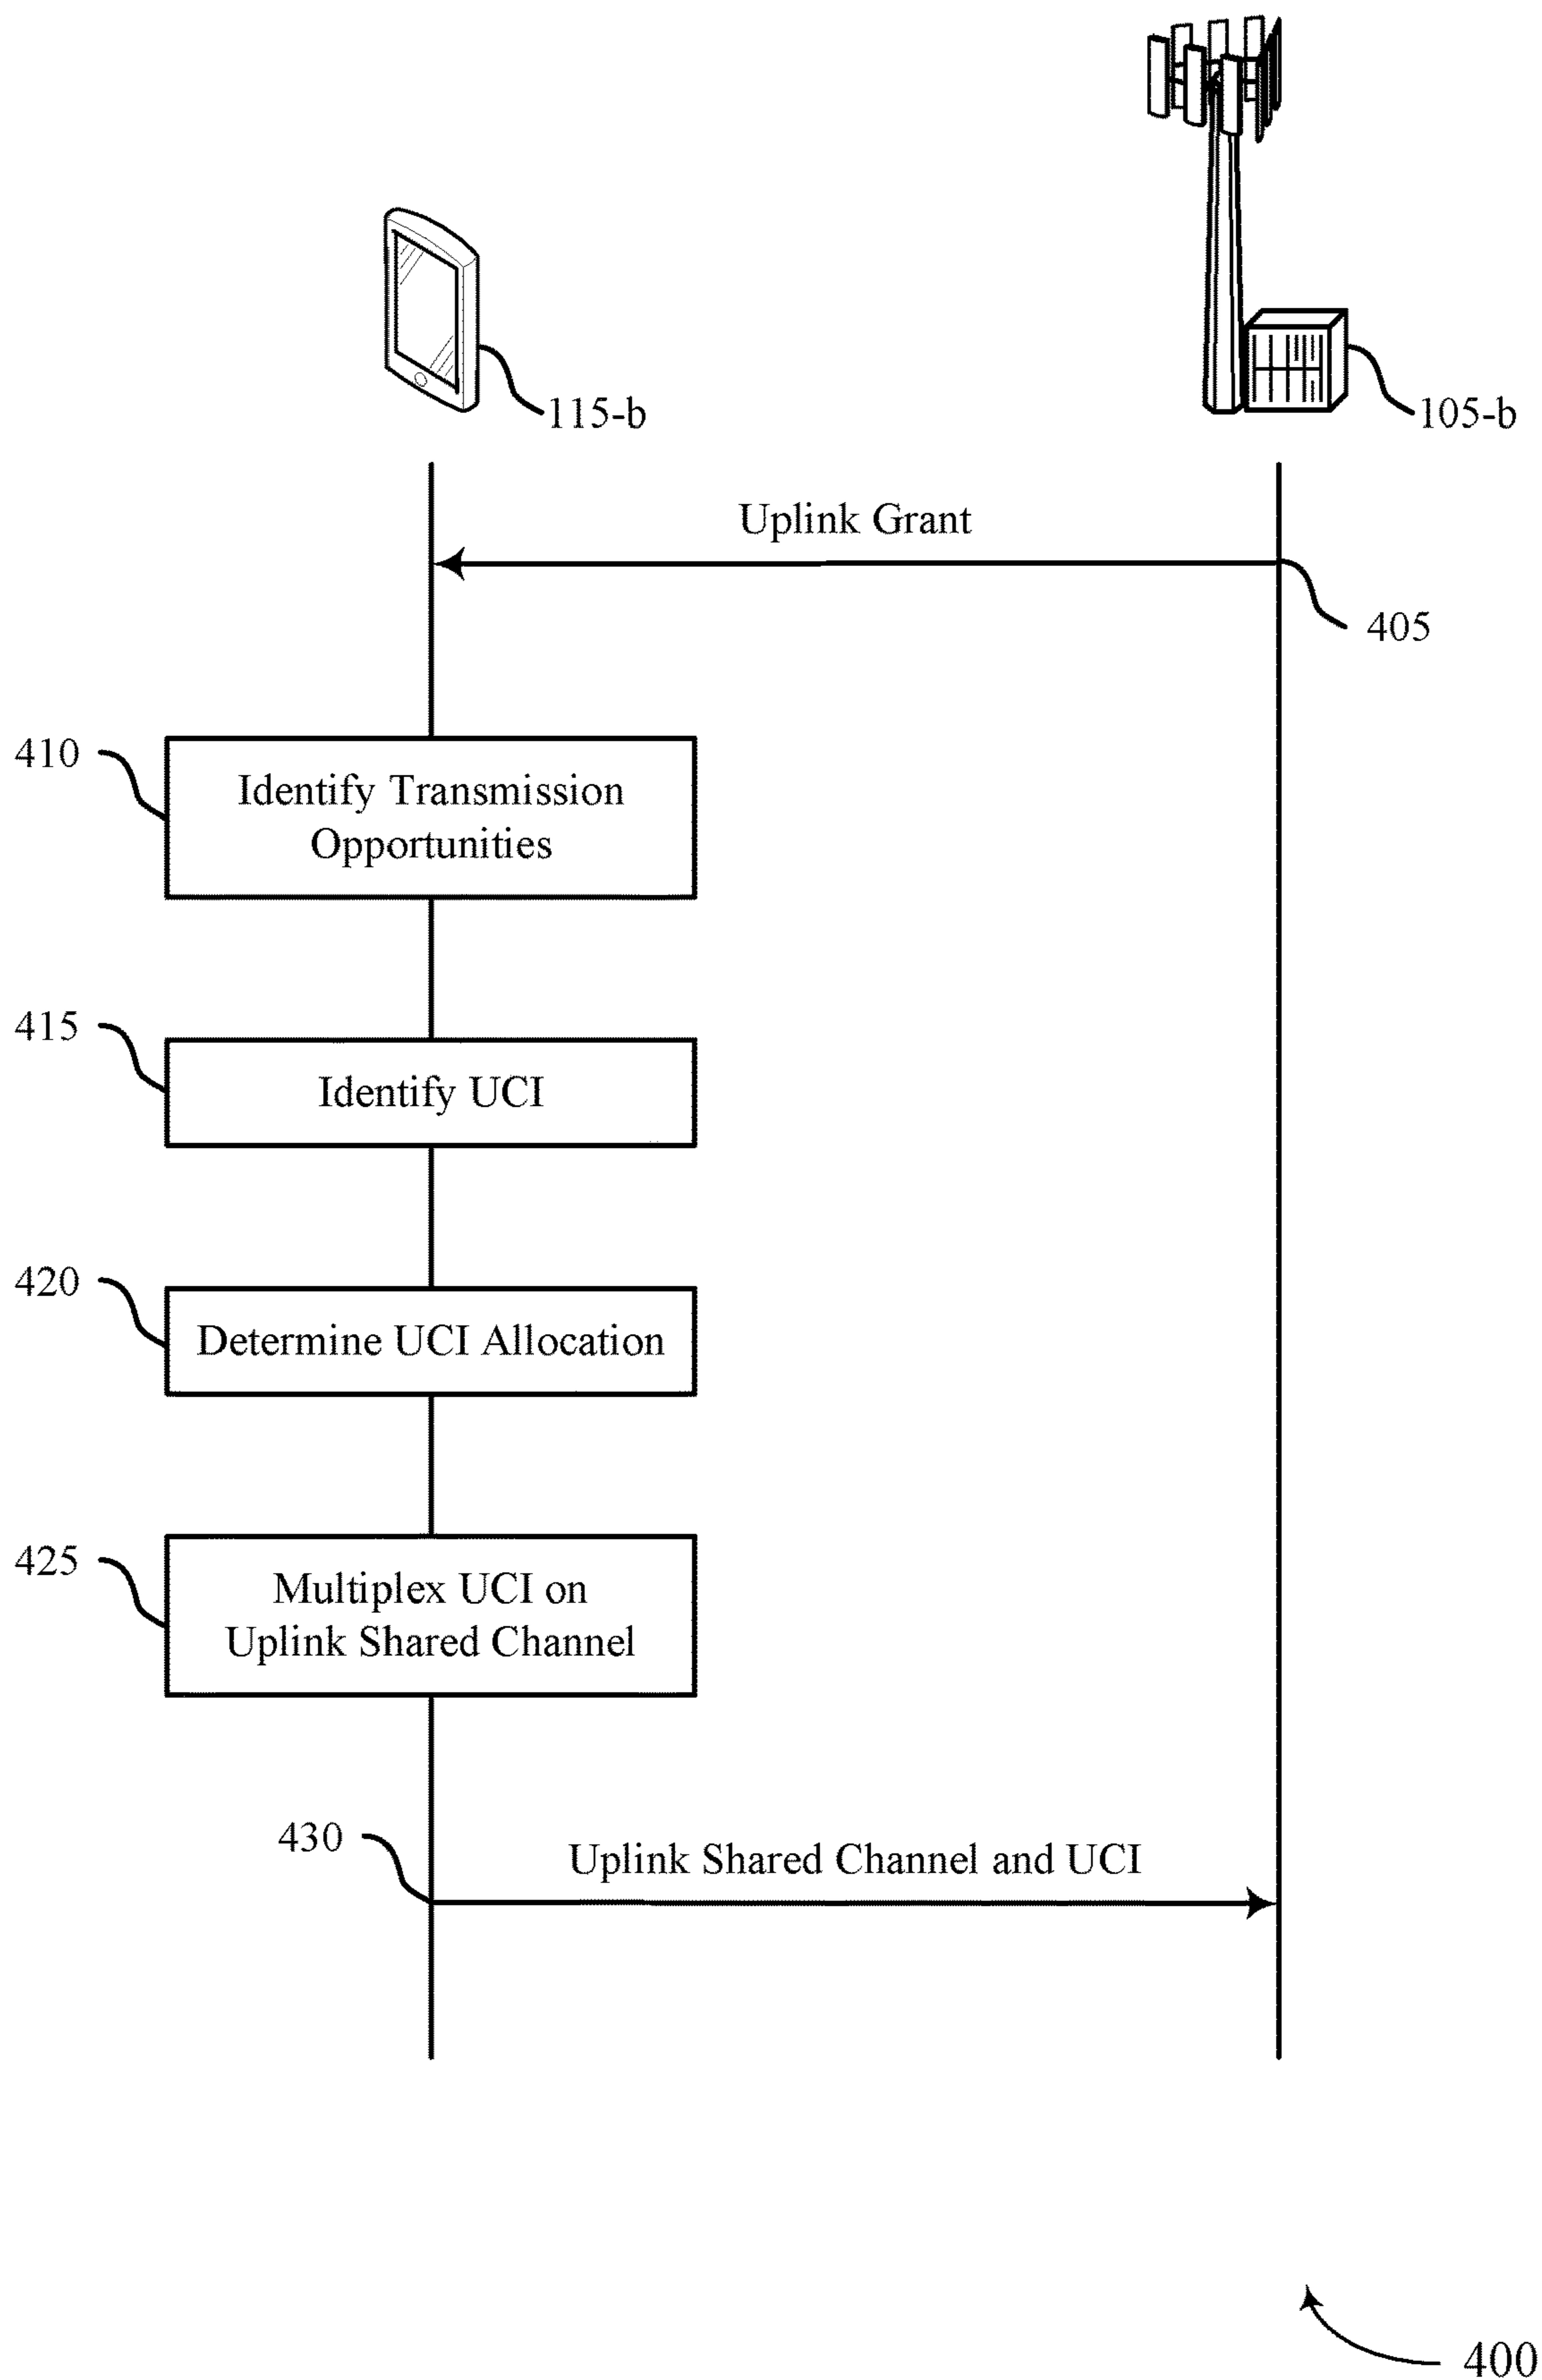 115-b
105-b
Uplink Grant
405
410
Identify Transmission
Opportunities
415
Identify UCI
420
Determine UCI Allocation
425
Multiplex UCI on
Uplink Shared Channel
430
Uplink Shared Channel and UCI
400